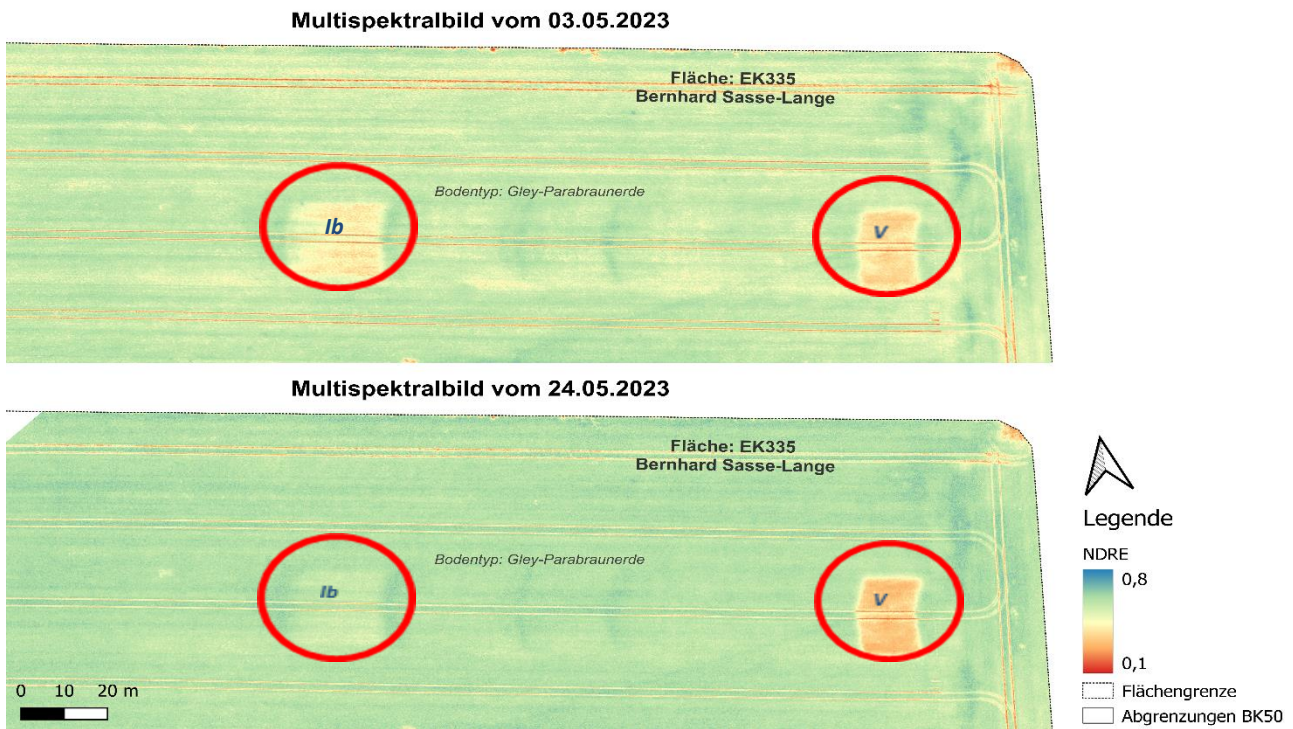 Multispektralbild vom 03.05.2023
Fläche: EK335
Bernhard Sasse-Lange
Bodentyp: Gley-Parabraunerde
Ib
V
Multispektralbild vom 24.05.2023
Fläche: EK335
Bernhard Sasse-Lange
Bodentyp: Gley-Parabraunerde
Ib
V
0 10 20 m
Legende
NDRE
0,8
0,1
Flächengrenze
Abgrenzungen BK50